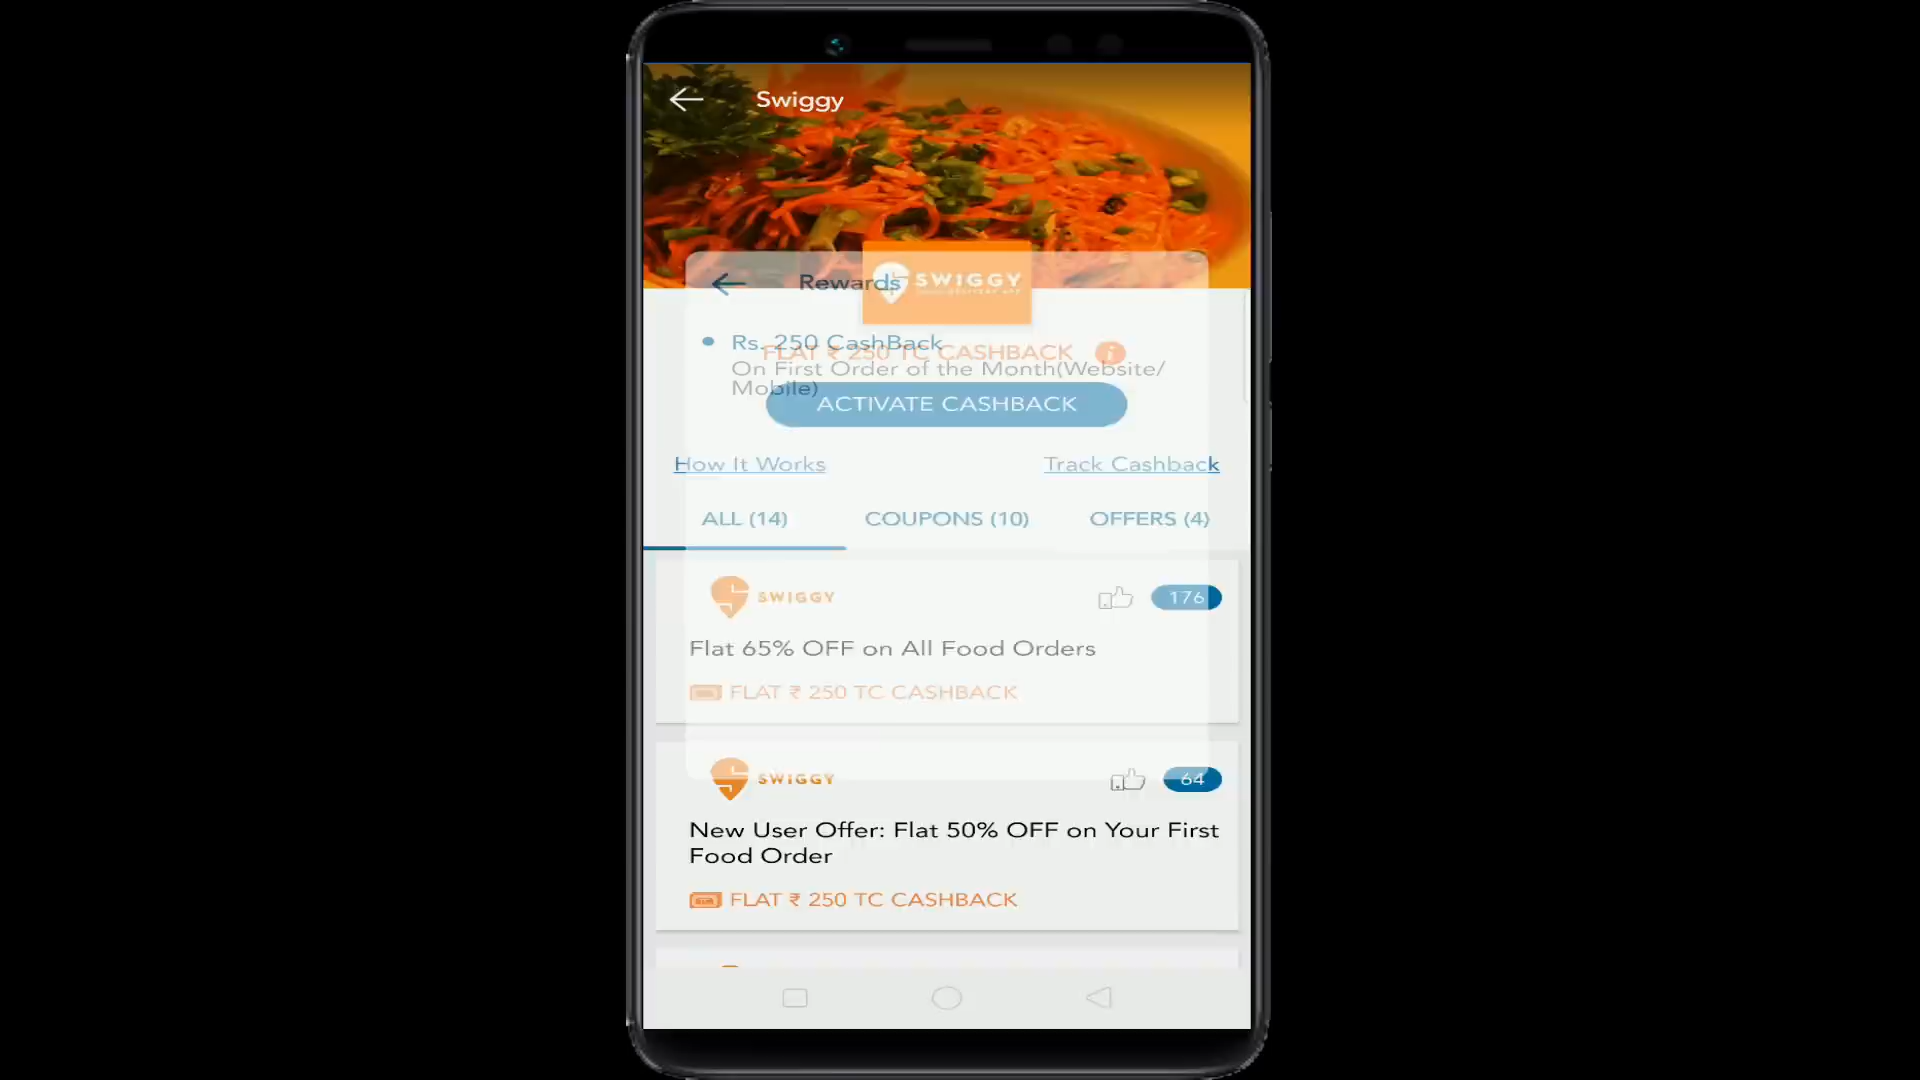 Swiggy
Rewards
SWIGGY
Rs. 250 CashBack
FLAT ₹ 250 TC CASHBACK
On First Order of the Month(Website/
Mobile)
ACTIVATE CASHBACK
How It Works
Track Cashback
ALL (14)
COUPONS (10)
OFFERS (4)
SWIGGY
176
Flat 65% OFF on All Food Orders
FLAT ₹ 250 TC CASHBACK
SWIGGY
64
New User Offer: Flat 50% OFF on Your First
Food Order
FLAT ₹ 250 TC CASHBACK